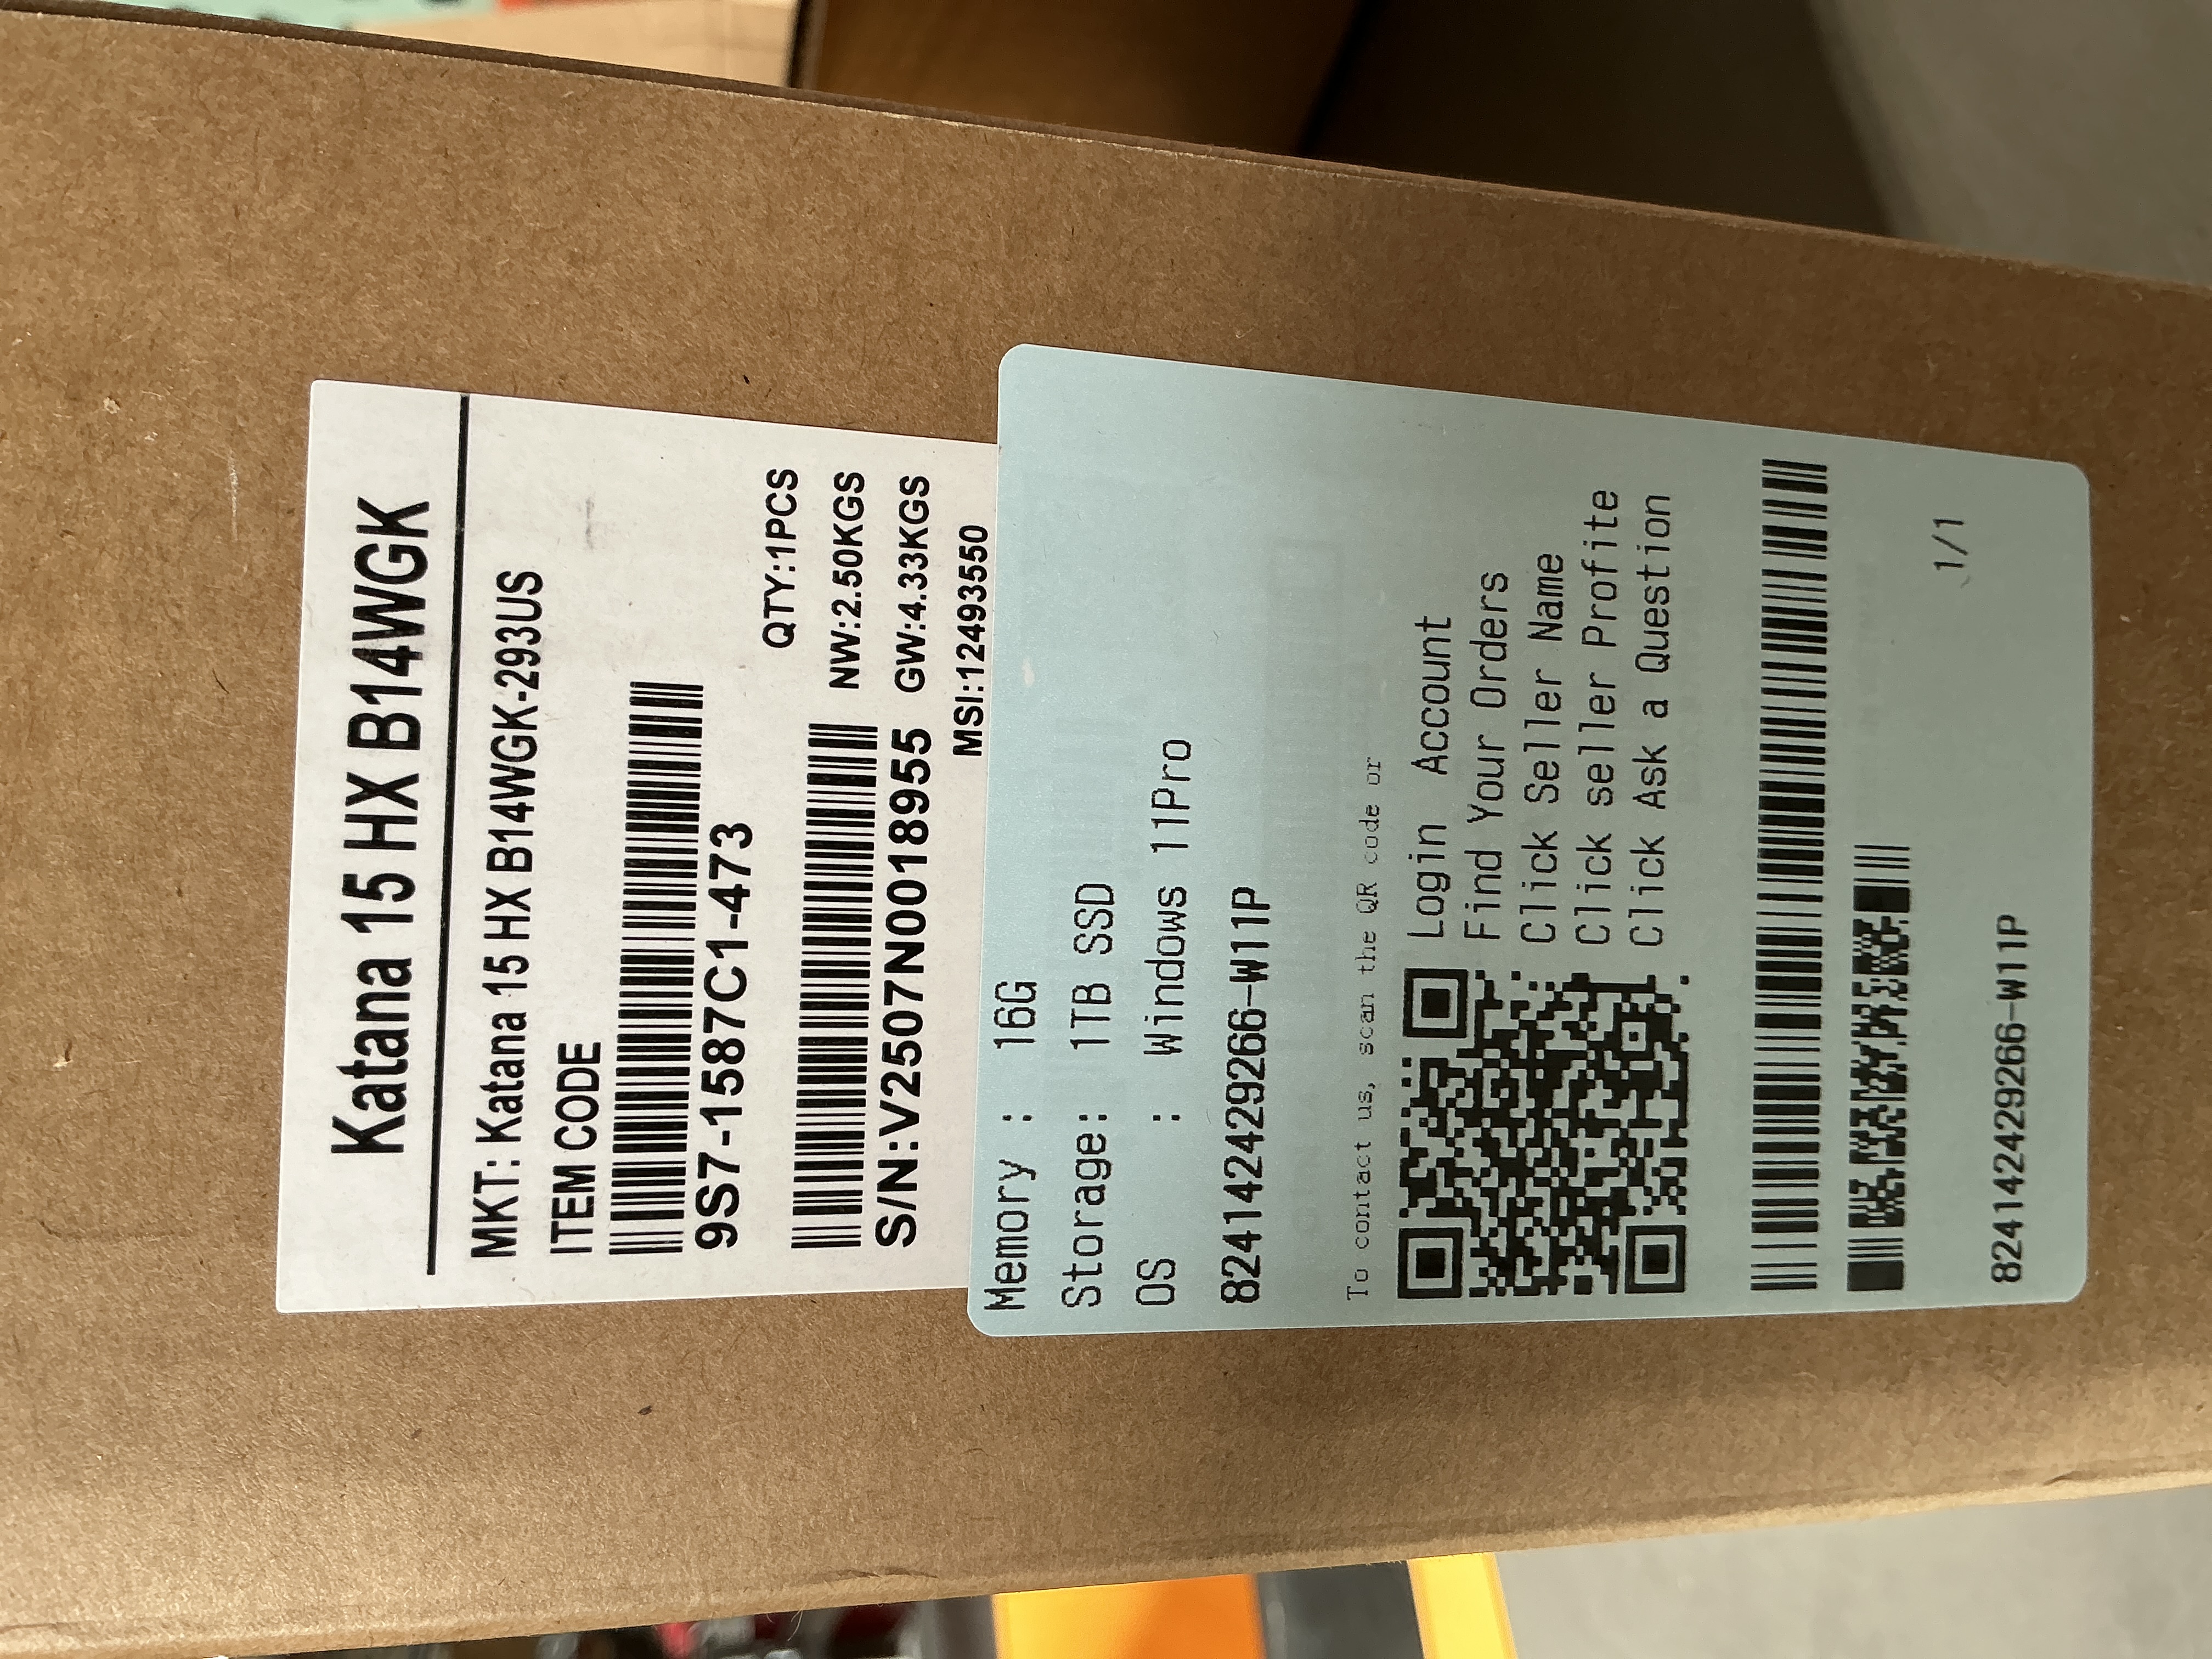 Katana 15 HX B14WGK
MKT: Katana 15 HX B14WGK-293US
ITEM CODE
9S7-1587C1-473
QTY:1PCS
NW:2.50KGS
S/N:V2507N0018955 GW:4.33KGS
MSI:12493550
Memory : 16G
Storage: 1TB SSD
OS : Windows 11Pro
824142429266-W11P
To contact us, scan the QR code or
Login Account
Find Your Orders
Click Seller Name
Click seller Profite
Click Ask a Question
1/1
824142429266-W11P